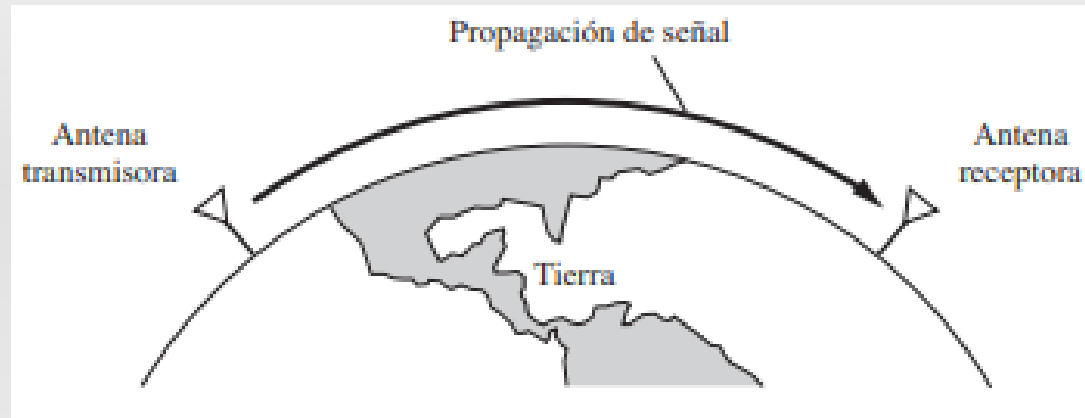 Propagación de señal
Antena
transmisora
Antena
receptora
Tierra